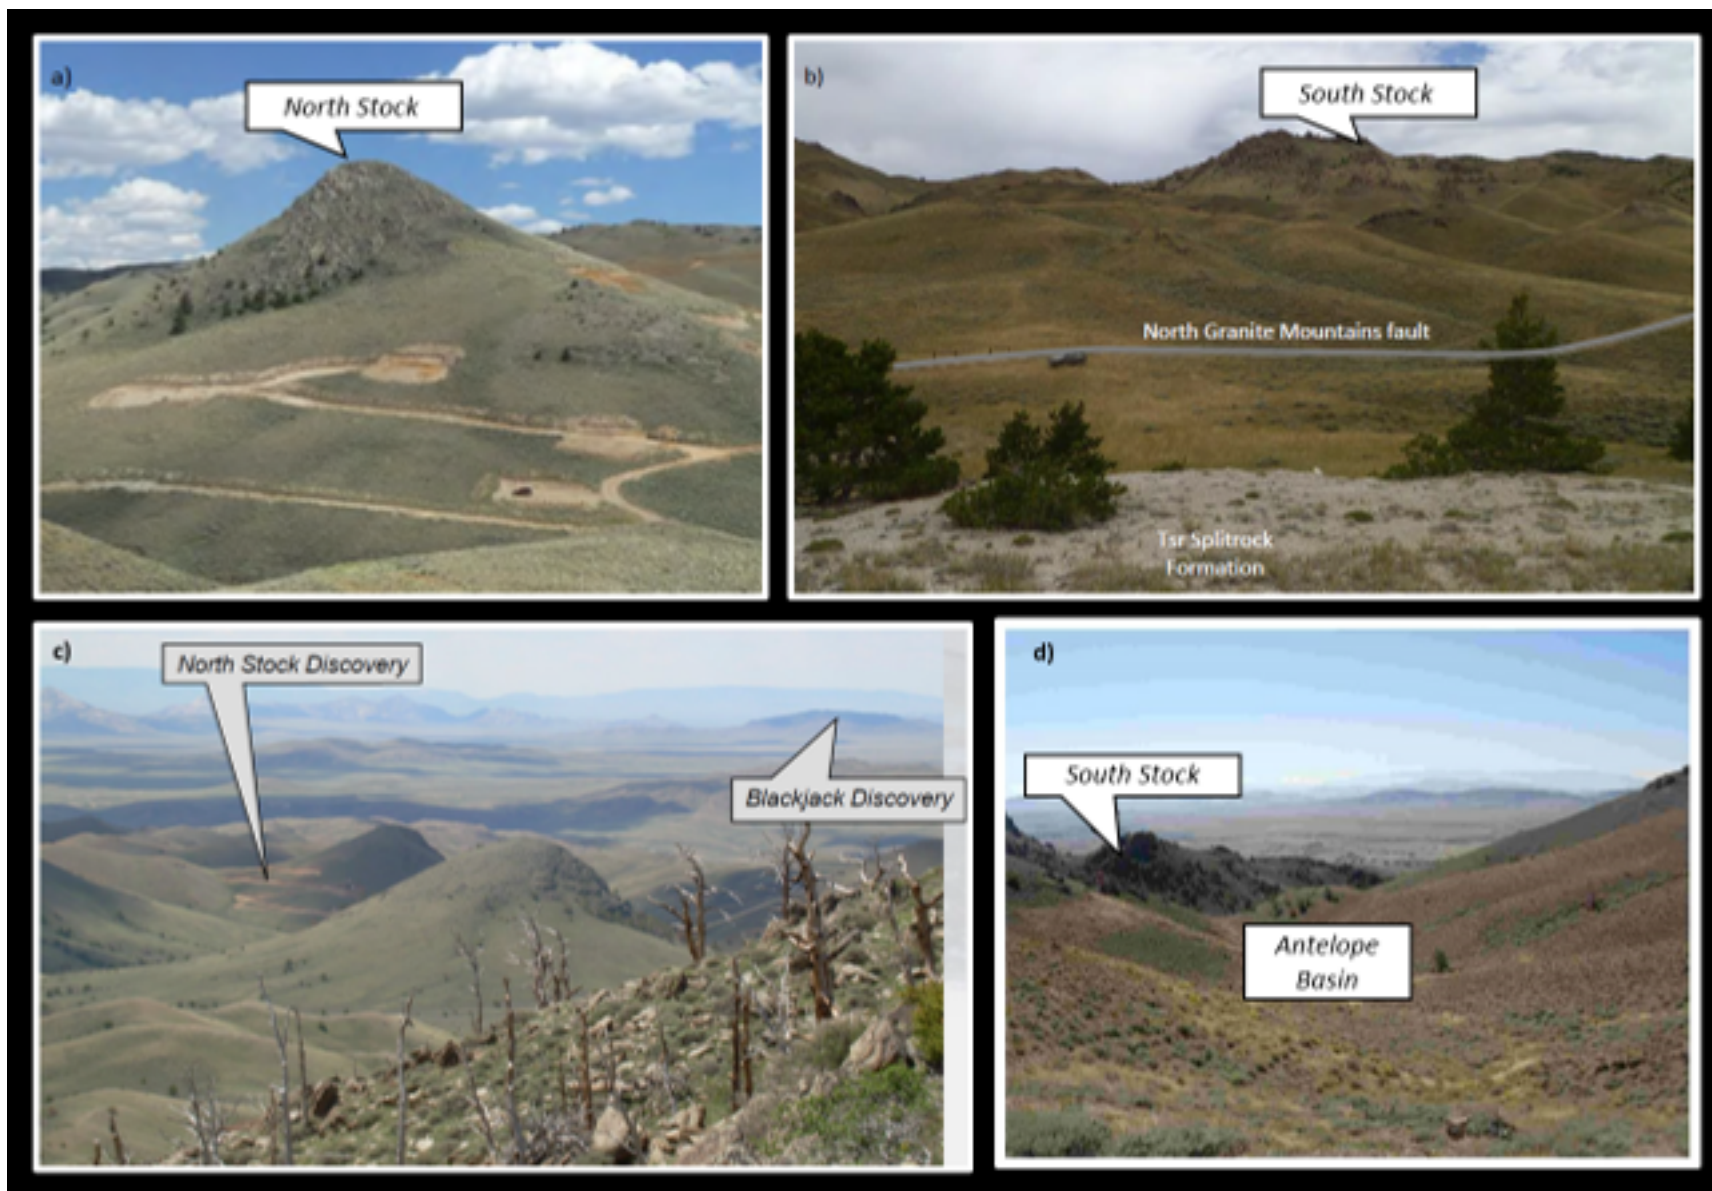 a)
North Stock
b)
South Stock
North Granite Mountains fault
Tsr Splitrock
Formation
c)
North Stock Discovery
Blackjack Discovery
d)
South Stock
Antelope
Basin